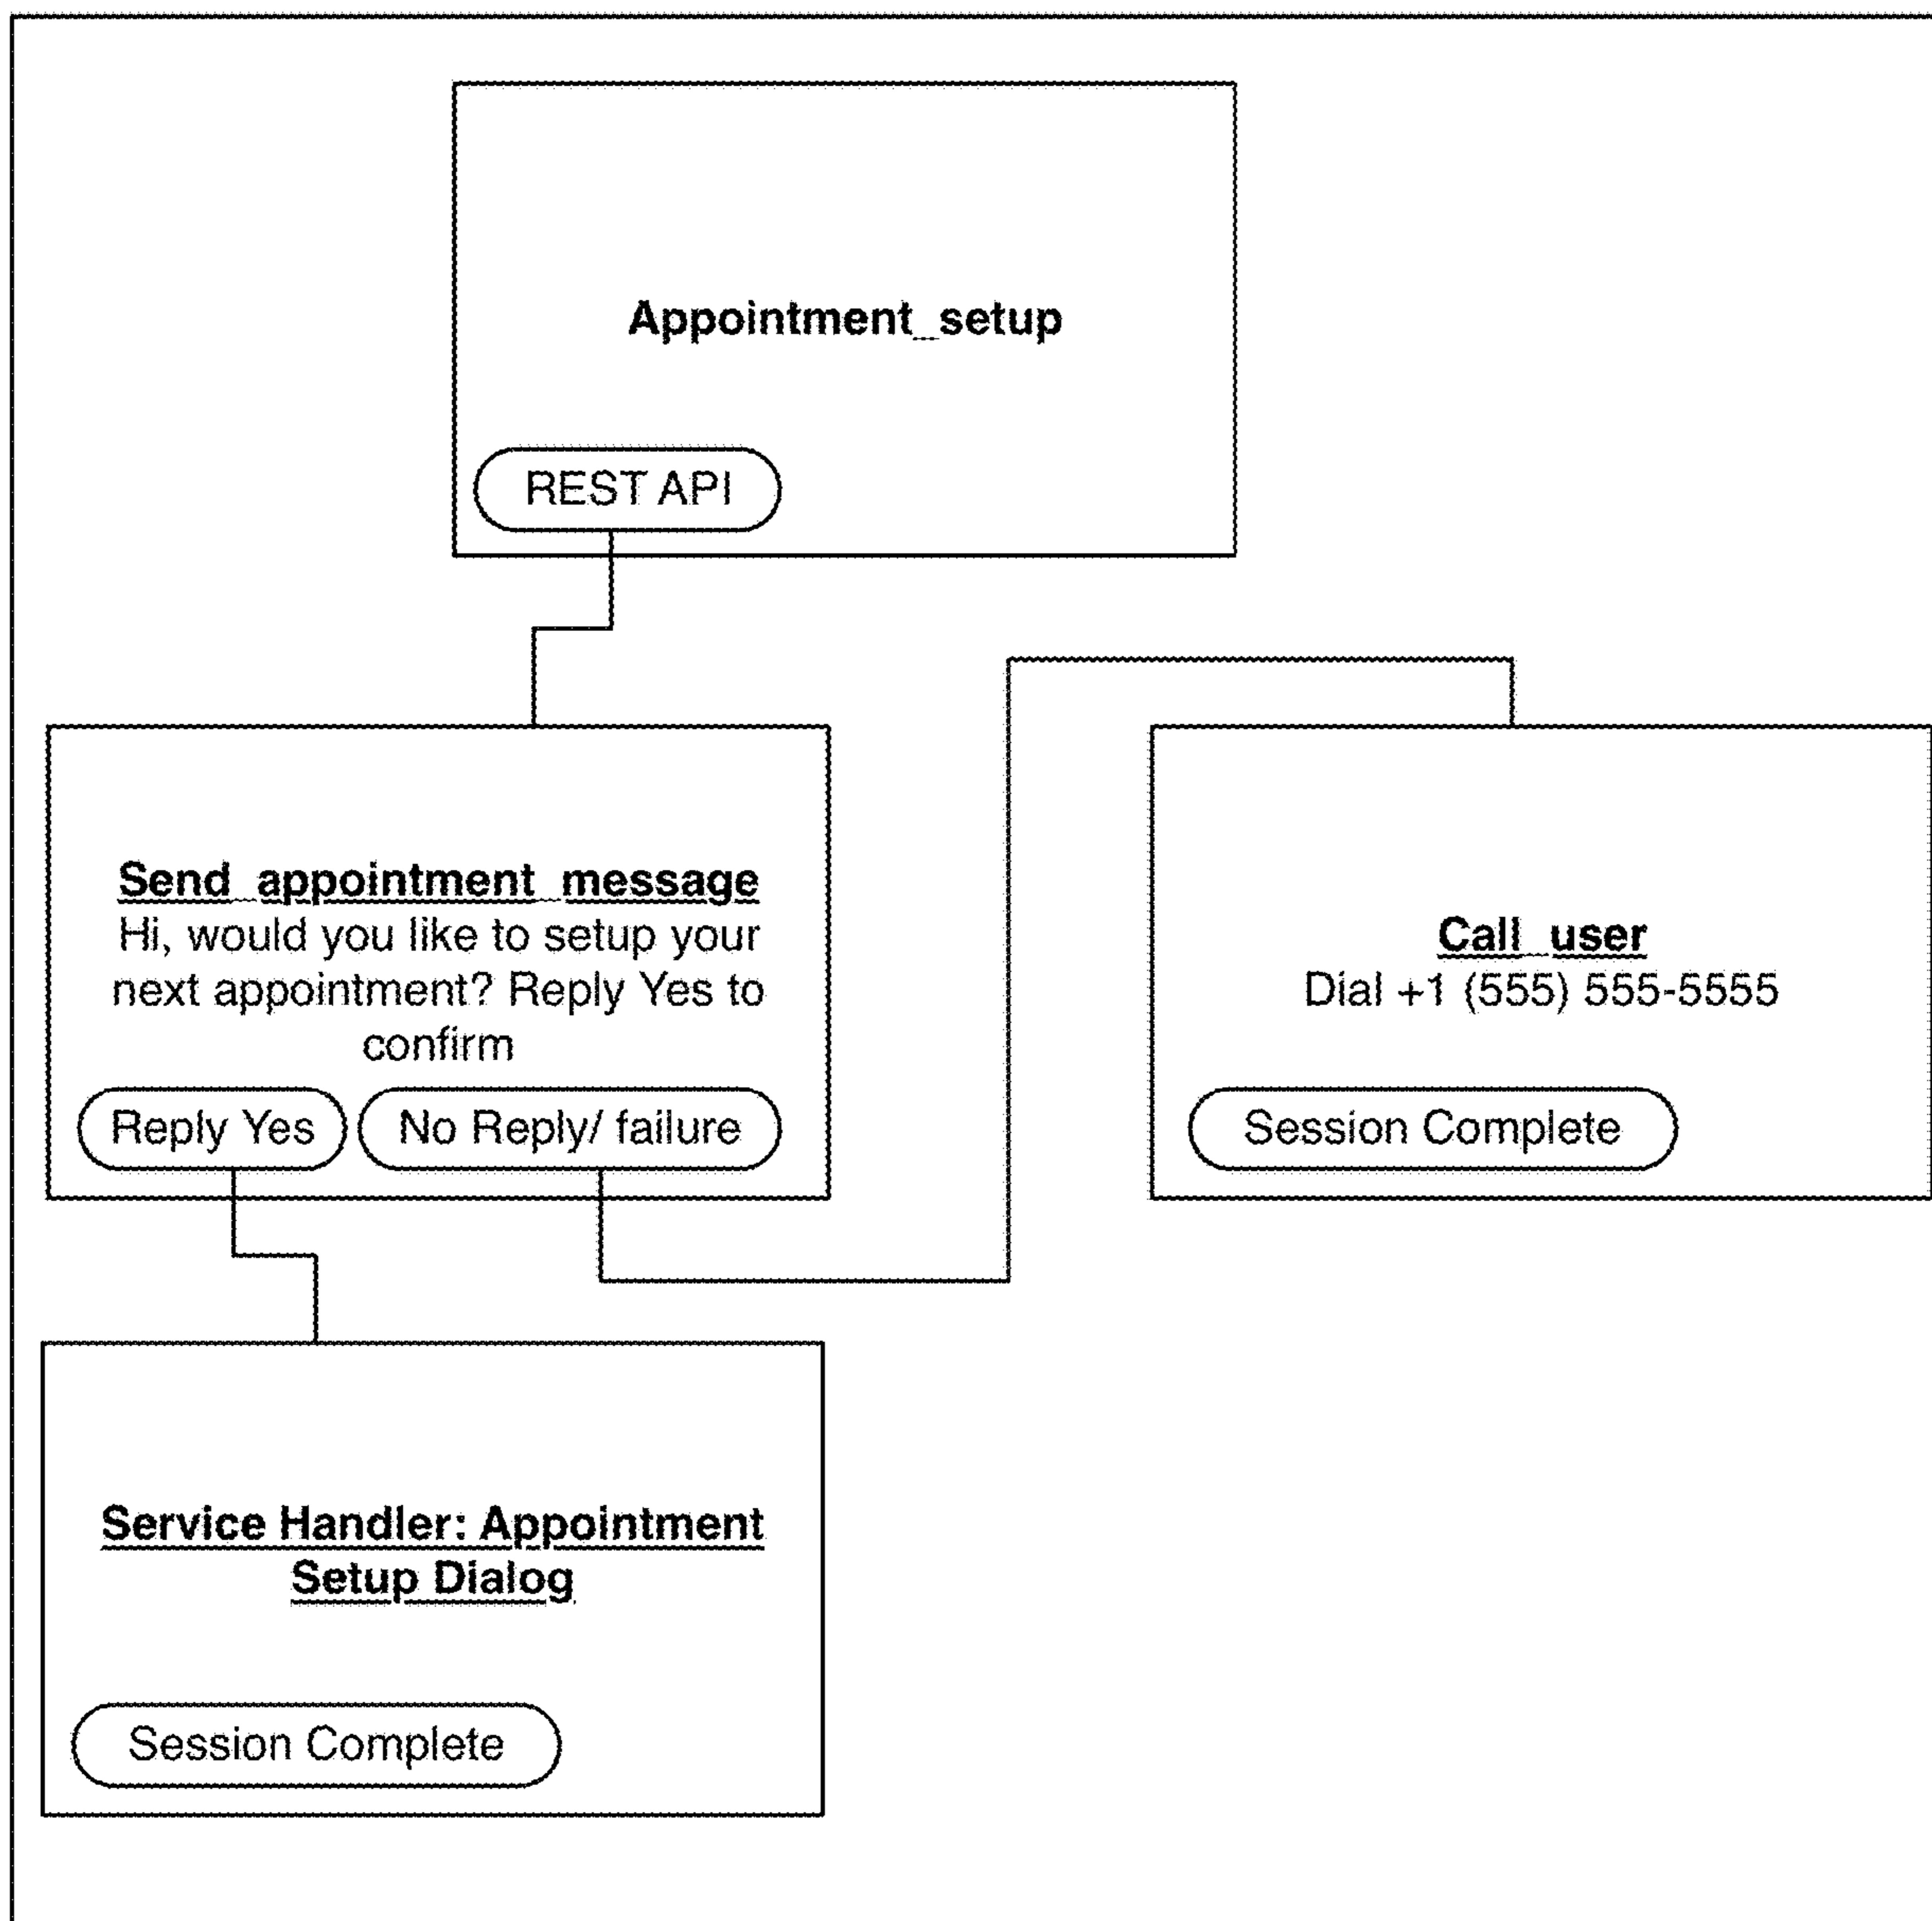 Appointment_setup
REST API
Send_appointment_message
Hi, would you like to setup your
next appointment? Reply Yes to
confirm
Reply Yes
No Reply/ failure
Call_user
Dial +1 (555) 555-5555
Session Complete
Service Handler: Appointment
Setup Dialog
Session Complete